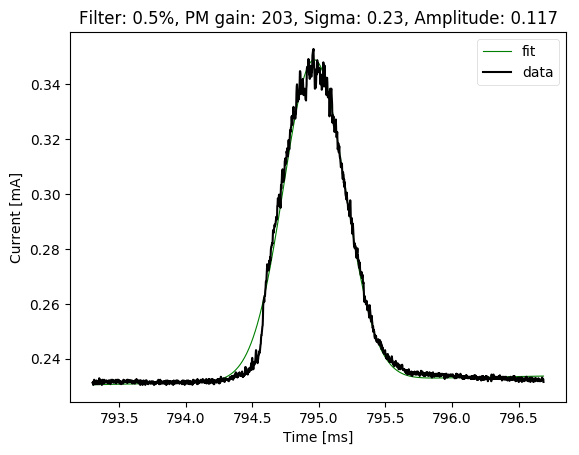 Filter: 0.5%, PM gain: 203, Sigma: 0.23, Amplitude: 0.117
fit
data
0.34
0.32
0.30
0.28
0.26
0.24
Current [mA]
793.5 794.0 794.5 795.0 795.5 796.0 796.5
Time [ms]